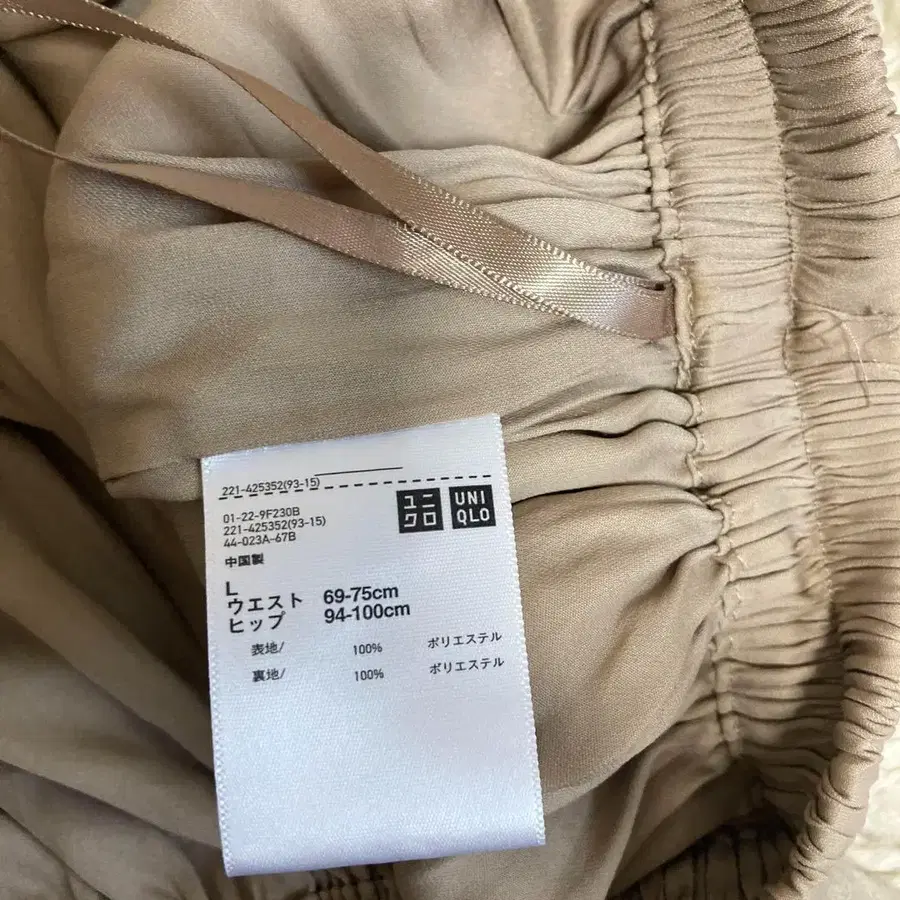 221-425352(93-15)
ユニクロ
UNIQLO
01-22-9F230B
221-425352(93-15)
44-023A-67B
中国製
L
ウエスト 69-75cm
ヒップ 94-100cm
表地/ 100% ポリエステル
裏地/ 100% ポリエステル